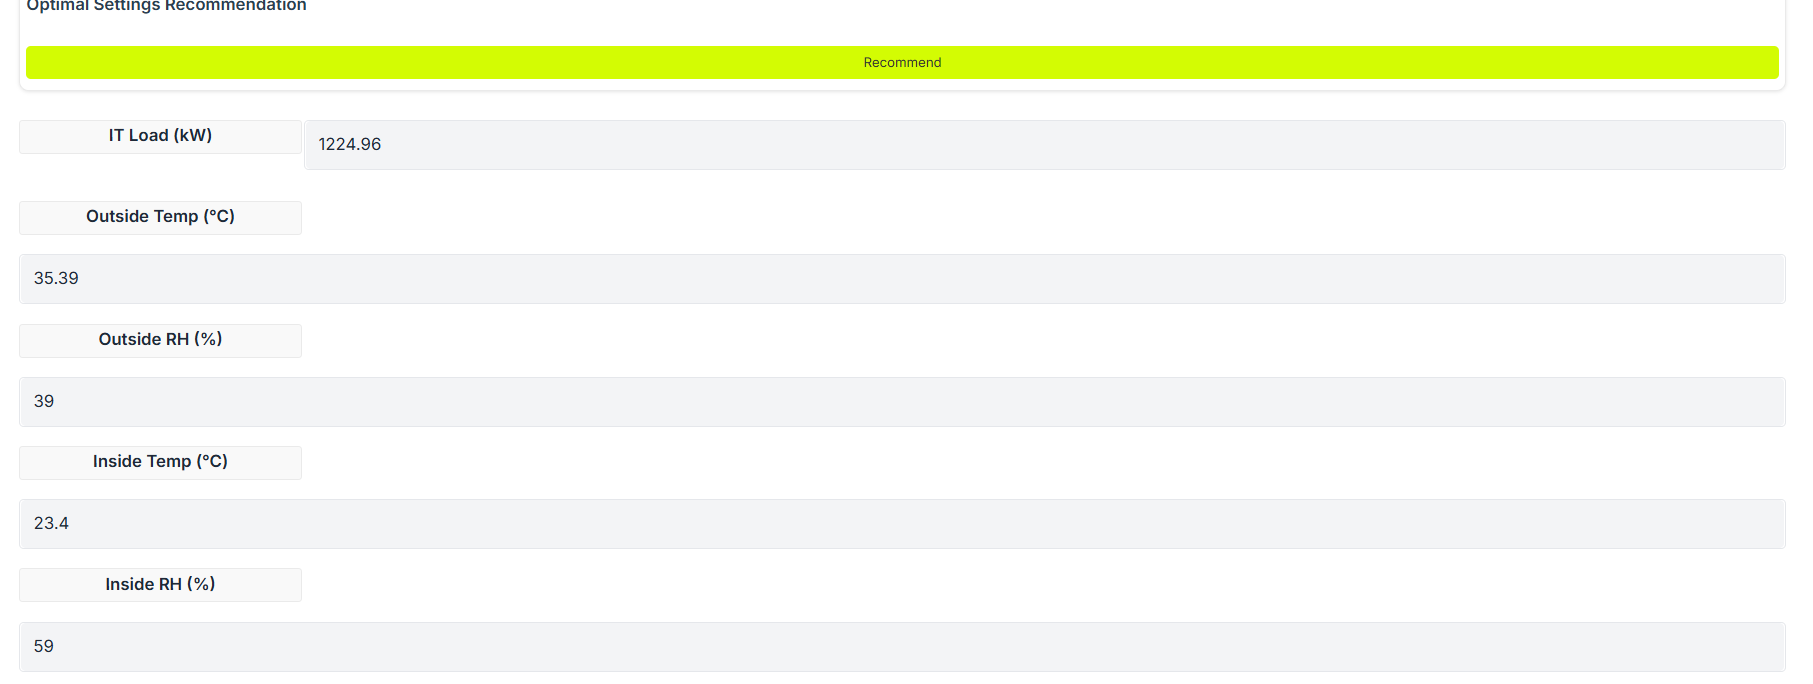 Optimal Settings Recommendation
Recommend
IT Load (kW)
1224.96
Outside Temp (°C)
35.39
Outside RH (%)
39
Inside Temp (°C)
23.4
Inside RH (%)
59